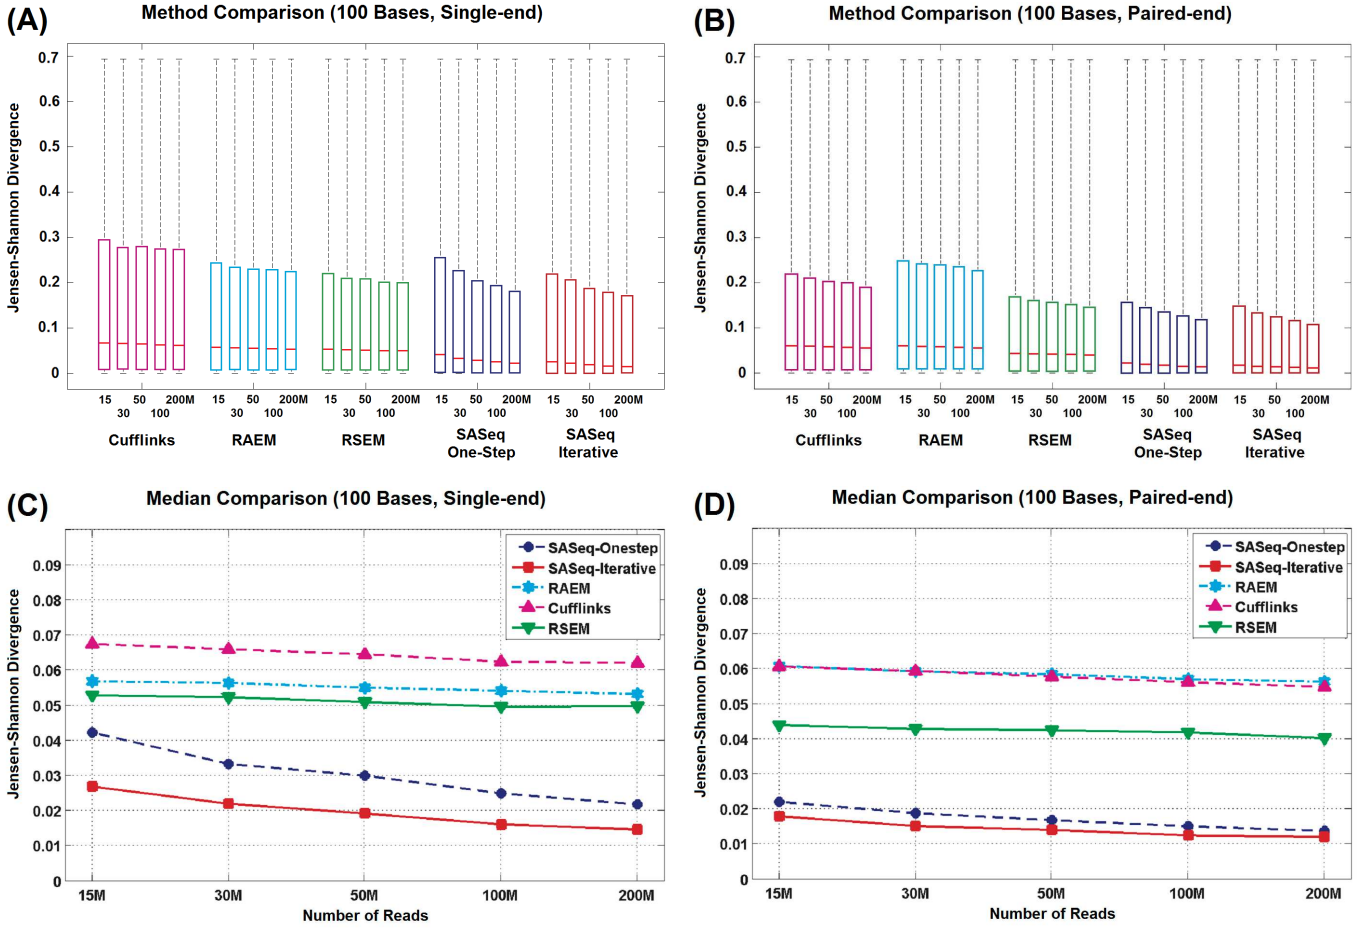 (A)
Method Comparison (100 Bases, Single-end)
Jensen-Shannon Divergence
0.7
0.6
0.5
0.4
0.3
0.2
0.1
0
15 50 200M 15 50 200M 15 50 200M 15 50 200M 15 50 200M
30 100 30 100 30 100 30 100 30 100
Cufflinks RAEM RSEM SASeq SASeq
One-Step Iterative
(B)
Method Comparison (100 Bases, Paired-end)
Jensen-Shannon Divergence
0.7
0.6
0.5
0.4
0.3
0.2
0.1
0
15 50 200M 15 50 200M 15 50 200M 15 50 200M 15 50 200M
30 100 30 100 30 100 30 100 30 100
Cufflinks RAEM RSEM SASeq SASeq
One-Step Iterative
(C)
Median Comparison (100 Bases, Single-end)
Jensen-Shannon Divergence
0.09
0.08
0.07
0.06
0.05
0.04
0.03
0.02
0.01
0
SASeq-Onestep
SASeq-Iterative
RAEM
Cufflinks
RSEM
15M 30M 50M 100M 200M
Number of Reads
(D)
Median Comparison (100 Bases, Paired-end)
Jensen-Shannon Divergence
0.09
0.08
0.07
0.06
0.05
0.04
0.03
0.02
0.01
0
SASeq-Onestep
SASeq-Iterative
RAEM
Cufflinks
RSEM
15M 30M 50M 100M 200M
Number of Reads